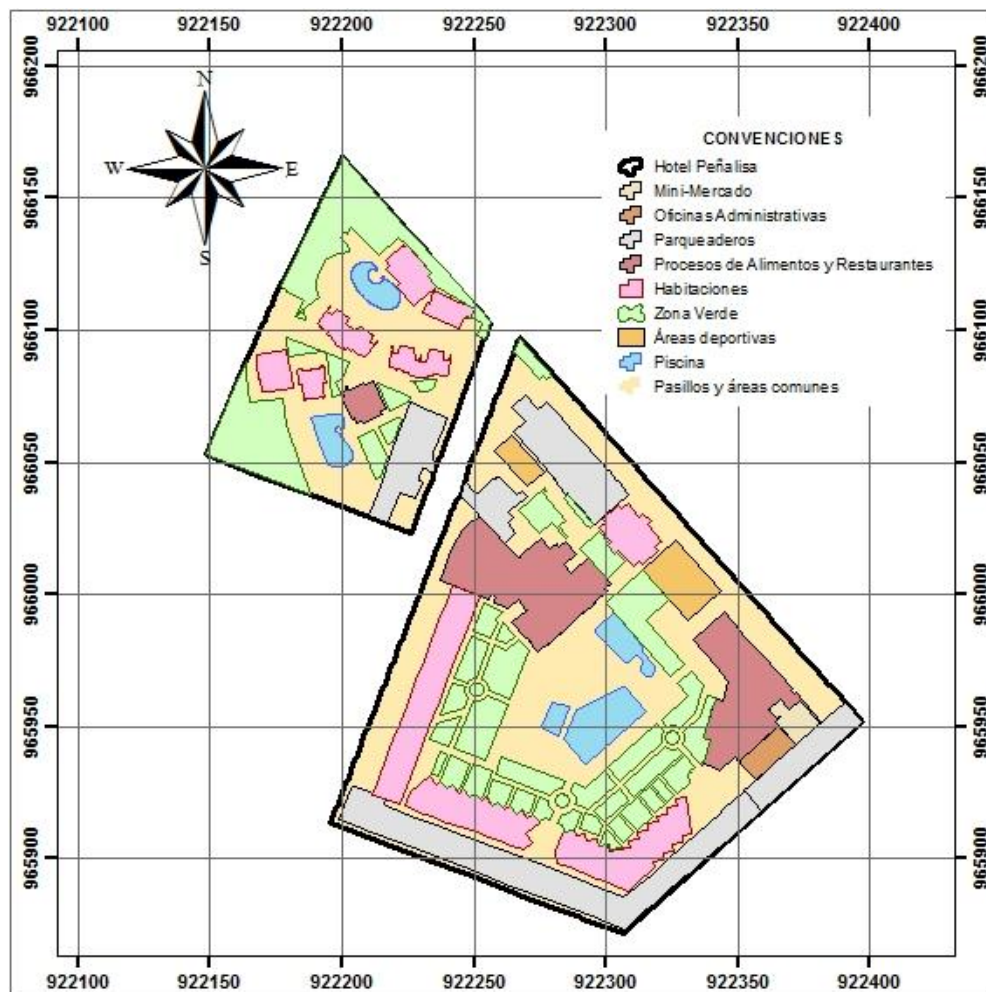 922100 922150 922200 922250 922300 922350 922400
966200 966200
N
W E
S
CONVENCIONES
Hotel Peñalisa
Mini-Mercado
Oficinas Administrativas
Parqueaderos
Procesos de Alimentos y Restaurantes
Habitaciones
Zona Verde
Áreas deportivas
Piscina
Pasillos y áreas comunes
966150 966150
966100 966100
966050 966050
966000 966000
965950 965950
965900 965900
922100 922150 922200 922250 922300 922350 922400